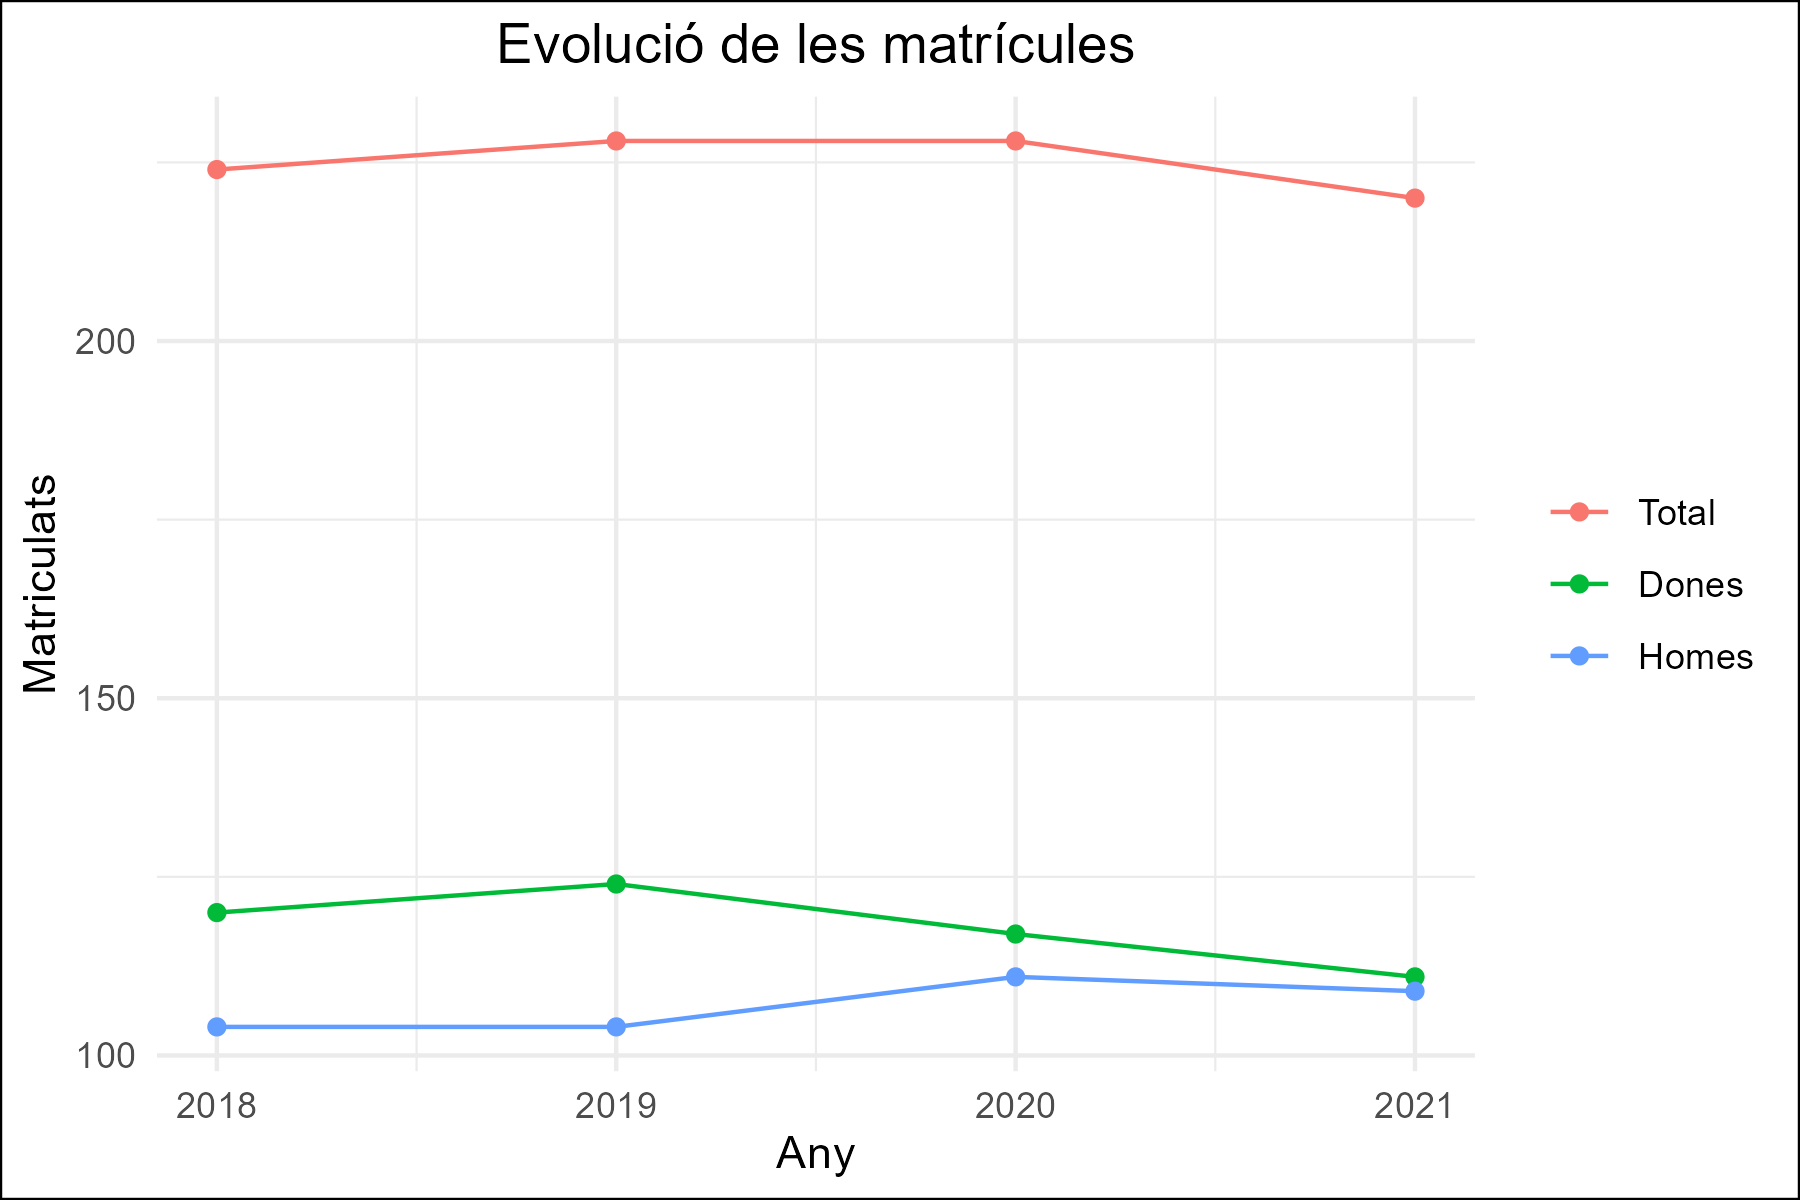 Evolució de les matrícules
Matriculats
200
150
100
2018
2019
2020
2021
Any
Total
Dones
Homes